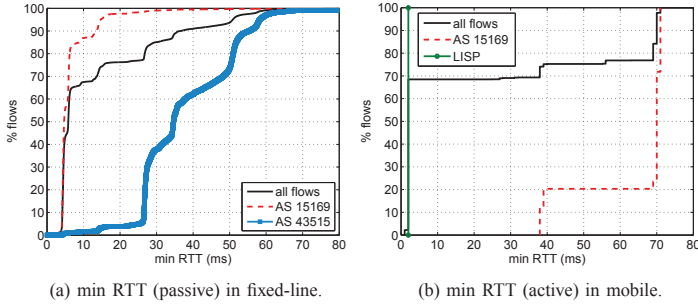 100
90
80
70
60
50
40
30
20
10
0
% flows
0 10 20 30 40 50 60 70 80
min RTT (ms)
all flows
AS 15169
AS 43515
(a) min RTT (passive) in fixed-line.
100
90
80
70
60
50
40
30
20
10
0
% flows
0 10 20 30 40 50 60 70 80
min RTT (ms)
all flows
AS 15169
LISP
(b) min RTT (active) in mobile.